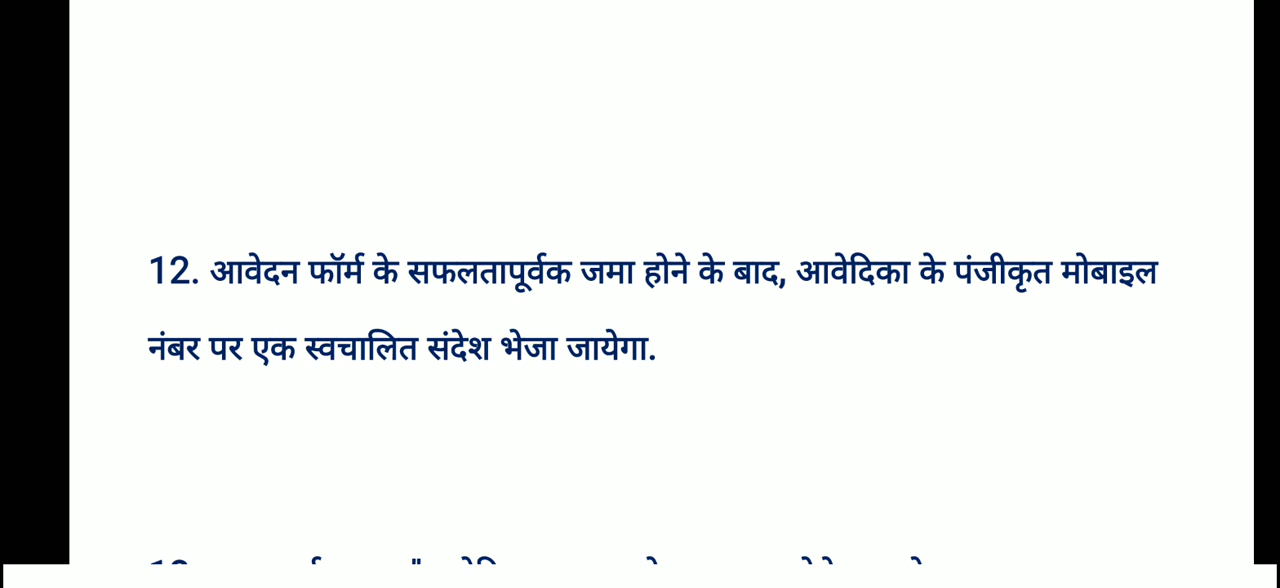 12. आवेदन फॉर्म के सफलतापूर्वक जमा होने के बाद, आवेदिका के पंजीकृत मोबाइल
नंबर पर एक स्वचालित संदेश भेजा जायेगा.